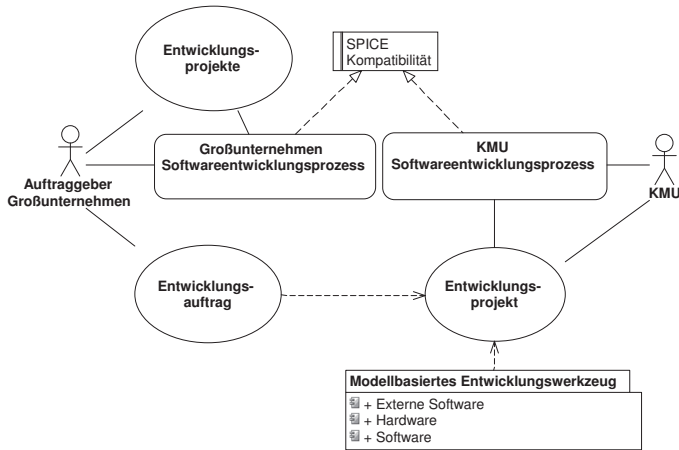 Entwicklungs-
projekte
SPICE
Kompatibilität
Großunternehmen
Softwareentwicklungsprozess
KMU
Softwareentwicklungsprozess
Auftraggeber
Großunternehmen
KMU
Entwicklungs-
auftrag
Entwicklungs-
projekt
Modellbasiertes Entwicklungswerkzeug
+ Externe Software
+ Hardware
+ Software